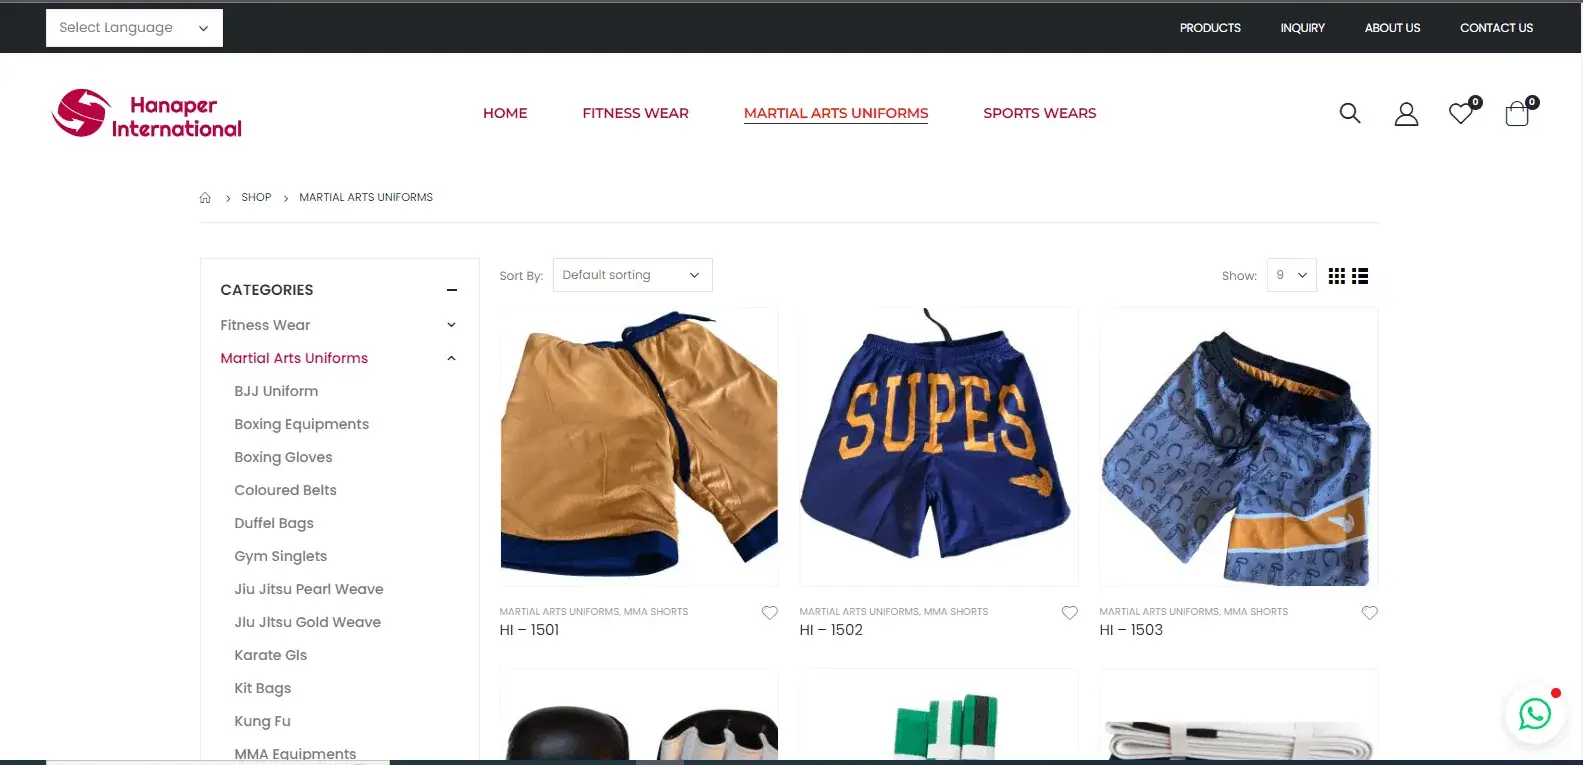 Select Language
PRODUCTS INQUIRY ABOUT US CONTACT US
Hanaper
International
HOME FITNESS WEAR MARTIAL ARTS UNIFORMS SPORTS WEARS
0 0
SHOP > MARTIAL ARTS UNIFORMS
CATEGORIES
Fitness Wear
Martial Arts Uniforms
BJJ Uniform
Boxing Equipments
Boxing Gloves
Coloured Belts
Duffel Bags
Gym Singlets
Jiu Jitsu Pearl Weave
JIu JItsu Gold Weave
Karate GIs
Kit Bags
Kung Fu
MMA Equipments
Sort By: Default sorting
Show: 9
SUPES
MARTIAL ARTS UNIFORMS, MMA SHORTS
HI – 1501
MARTIAL ARTS UNIFORMS, MMA SHORTS
HI – 1502
MARTIAL ARTS UNIFORMS, MMA SHORTS
HI – 1503